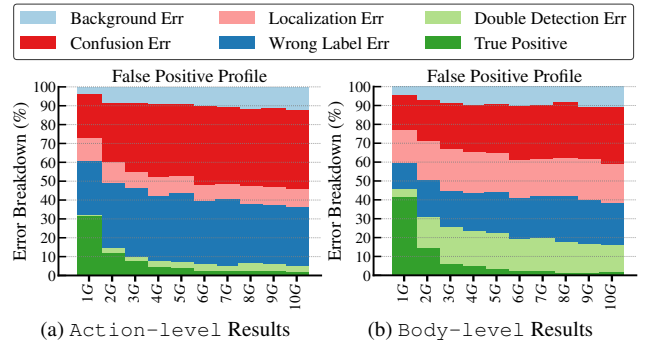 Background Err Localization Err Double Detection Err
Confusion Err Wrong Label Err True Positive
False Positive Profile False Positive Profile
Error Breakdown (%) Error Breakdown (%)
100 100
90 90
80 80
70 70
60 60
50 50
40 40
30 30
20 20
10 10
0 0
1G 2G 3G 4G 5G 6G 7G 8G 9G 10G 1G 2G 3G 4G 5G 6G 7G 8G 9G 10G
(a) Action-level Results (b) Body-level Results